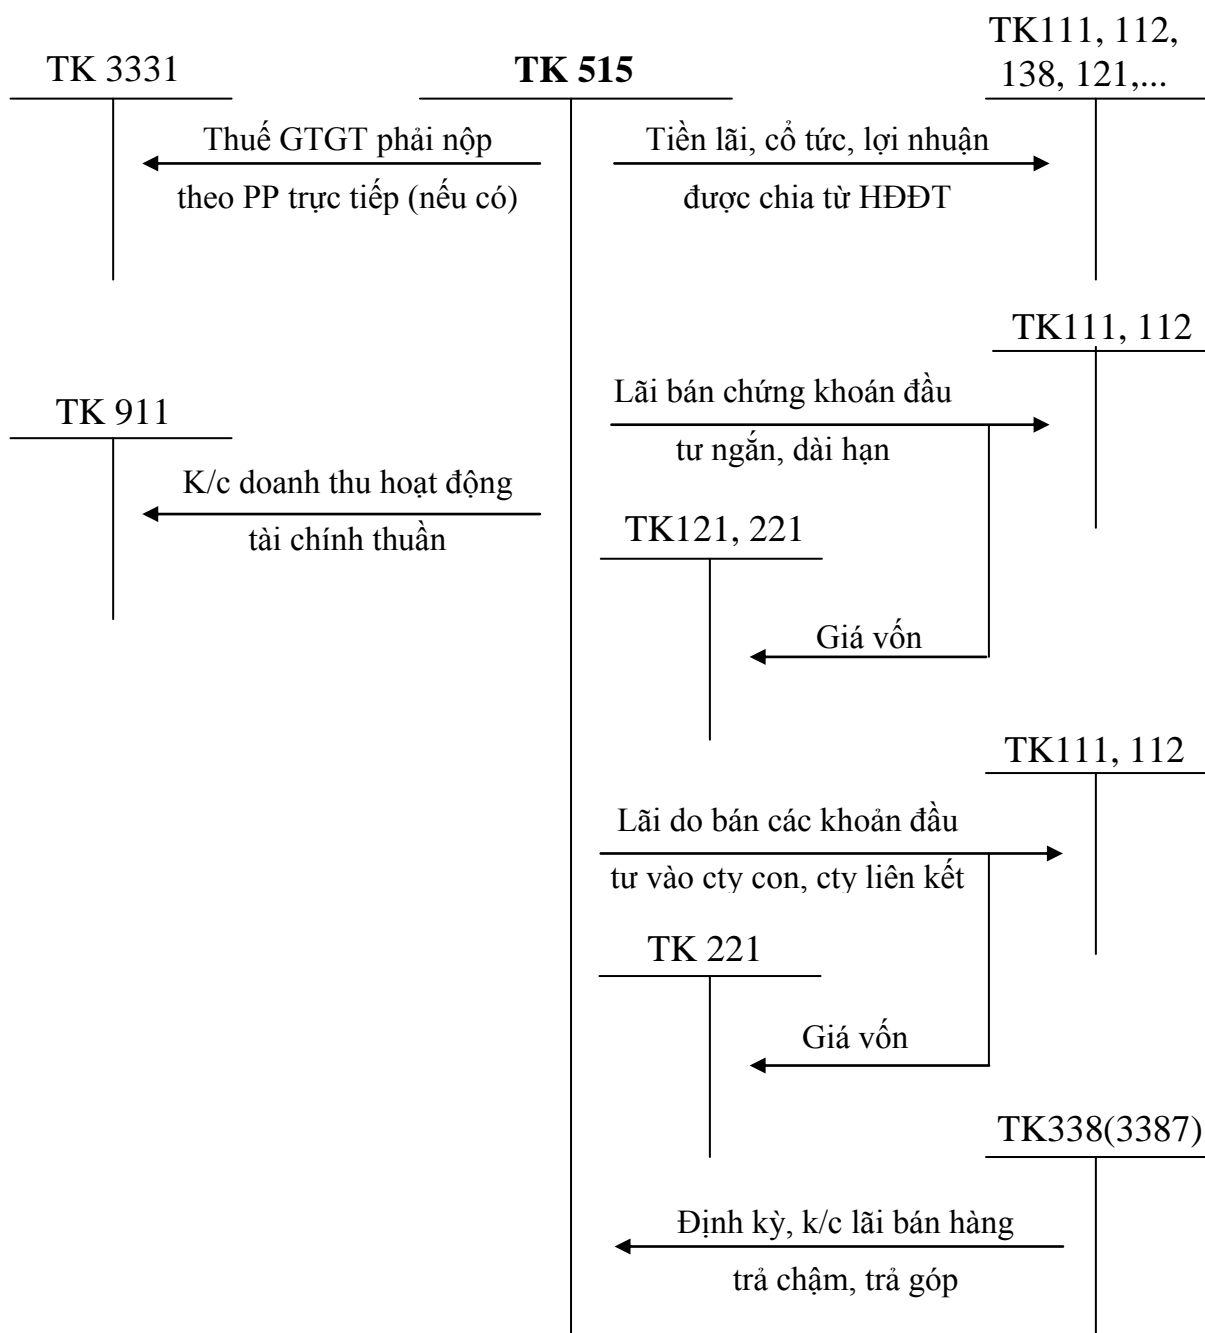 TK 3331
TK 515
TK111, 112,
138, 121,...
Thuế GTGT phải nộp
theo PP trực tiếp (nếu có)
Tiền lãi, cổ tức, lợi nhuận
được chia từ HĐĐT
TK111, 112
Lãi bán chứng khoán đầu
tư ngắn, dài hạn
TK 911
K/c doanh thu hoạt động
tài chính thuần
TK121, 221
Giá vốn
TK111, 112
Lãi do bán các khoản đầu
tư vào cty con, cty liên kết
TK 221
Giá vốn
TK338(3387)
Định kỳ, k/c lãi bán hàng
trả chậm, trả góp